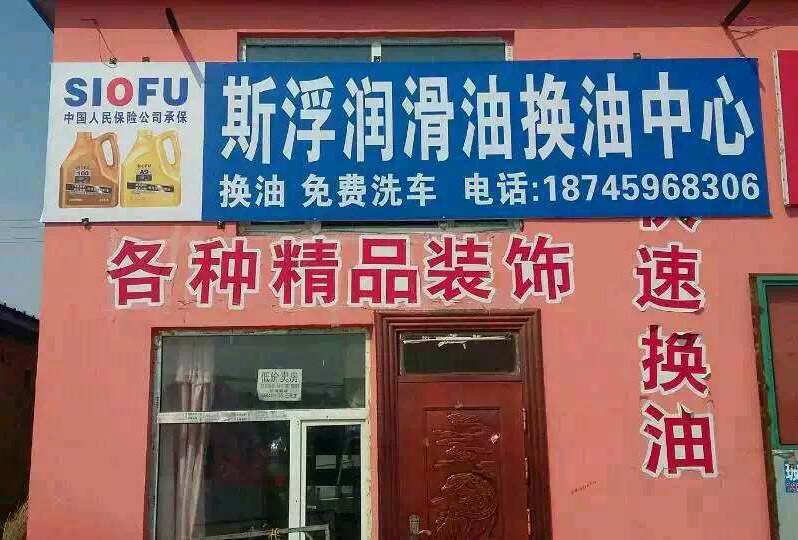 SIOFU
中国人民保险公司承保
斯浮润滑油换油中心
换油 免费洗车 电话:18745968306
各种精品装饰
速换油
低价卖房